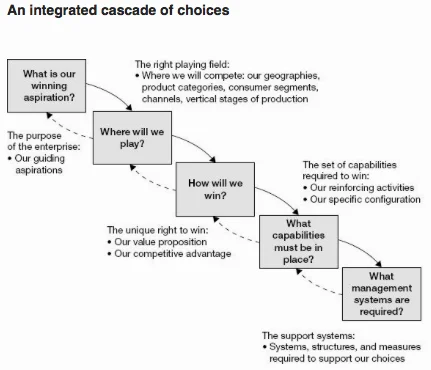 An integrated cascade of choices
What is our
winning
aspiration?
The right playing field:
• Where we will compete: our geographies,
product categories, consumer segments,
channels, vertical stages of production
The purpose
of the enterprise:
• Our guiding
aspirations
Where will we
play?
How will we
win?
The set of capabilities
required to win:
• Our reinforcing activities
• Our specific configuration
The unique right to win:
• Our value proposition
• Our competitive advantage
What
capabilities
must be in
place?
What
management
systems are
required?
The support systems:
• Systems, structures, and measures
required to support our choices